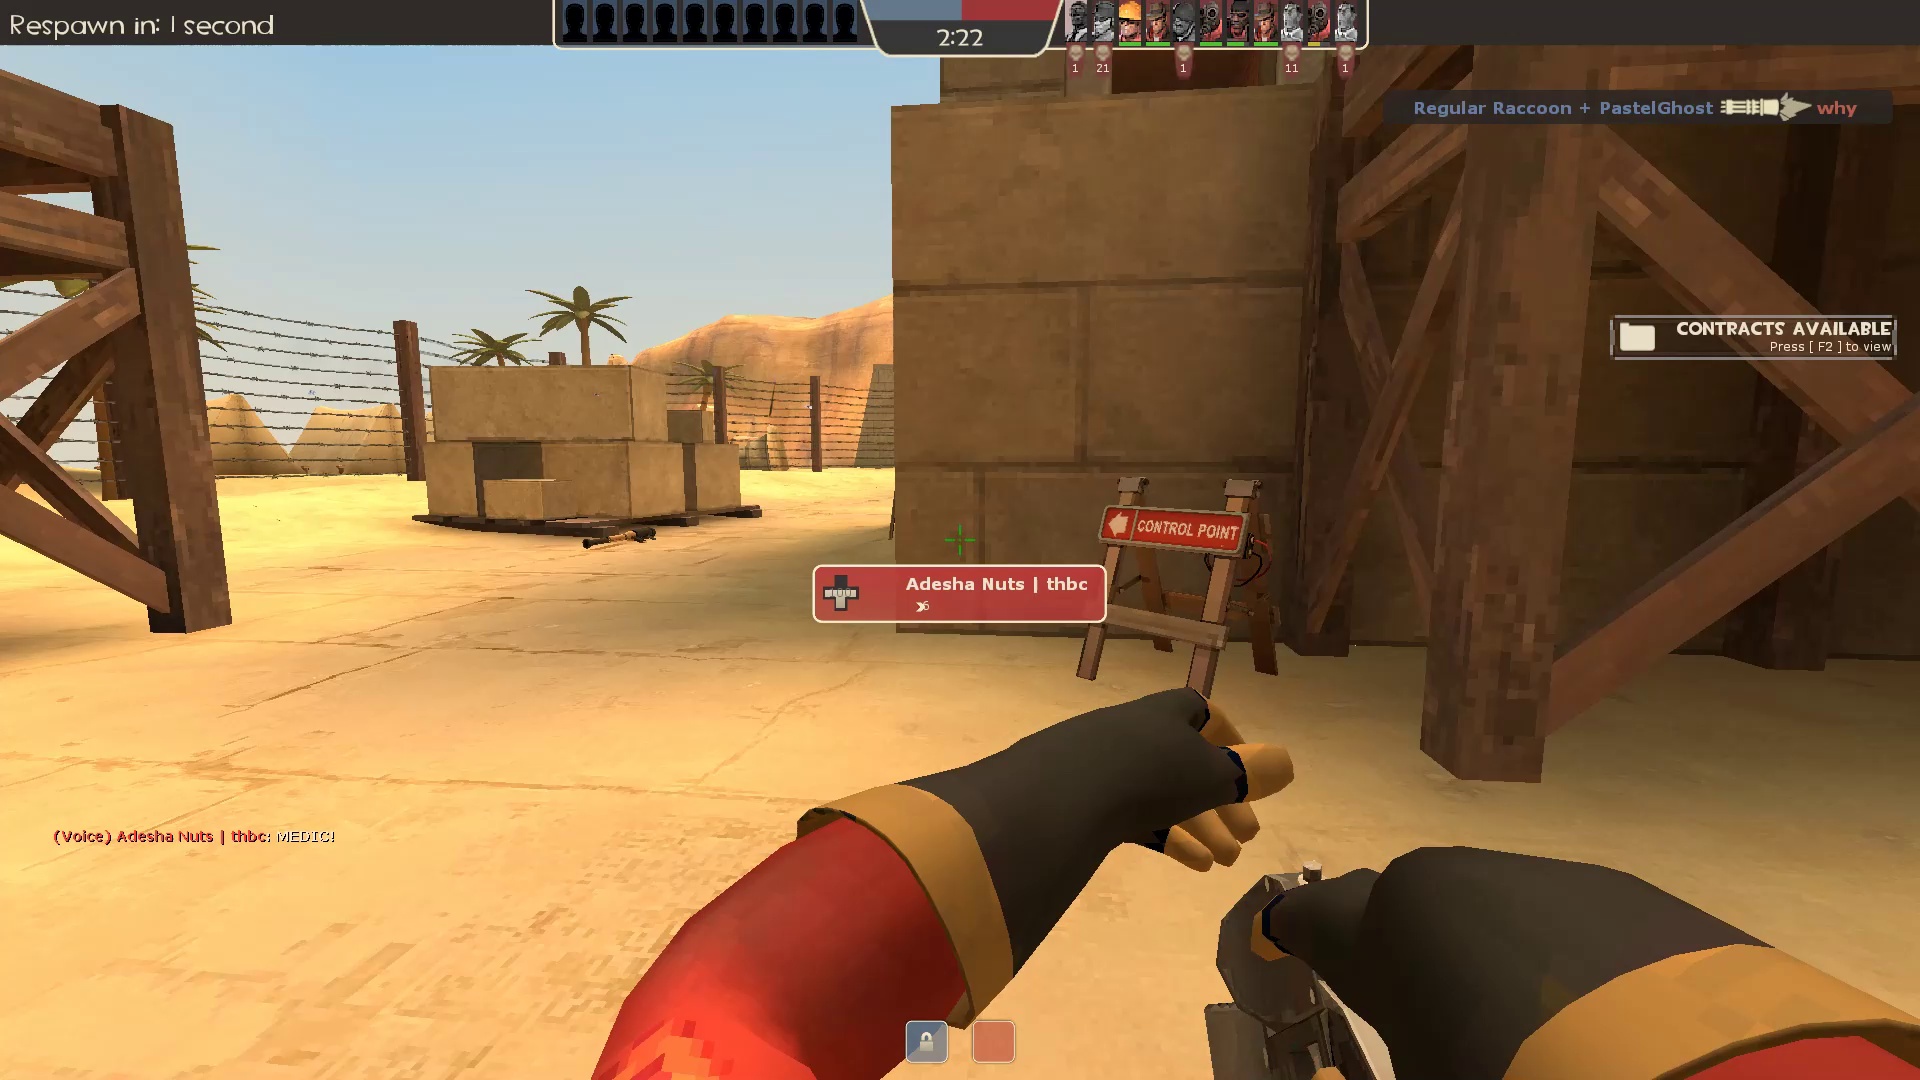 Respawn in: 1 second
2:22
1 21 1 11 1
Regular Raccoon + PastelGhost why
CONTRACTS AVAILABLE
Press [ F2 ] to view
CONTROL POINT
Adesha Nuts | thbc
6
(Voice) Adesha Nuts | thbc: MEDIC!